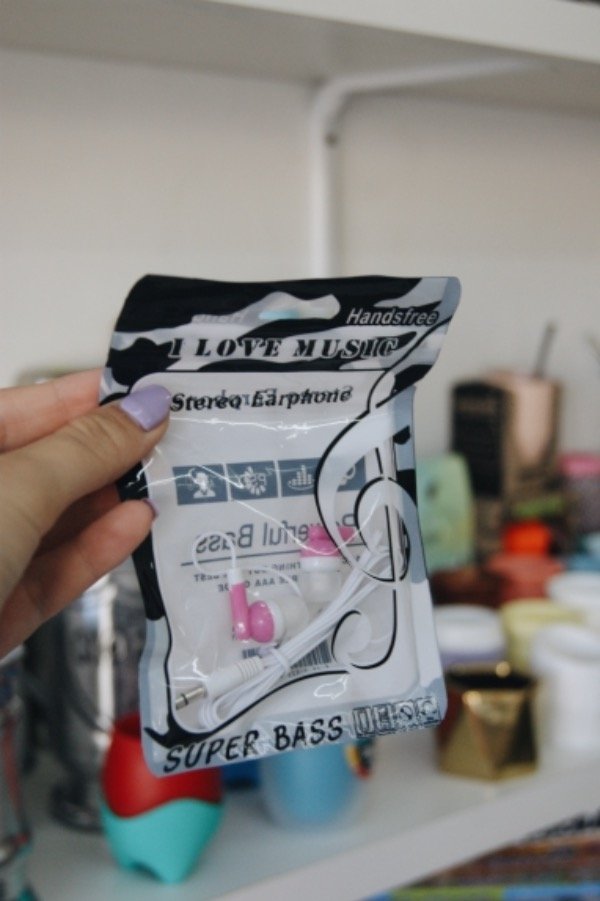 Handsfree
I LOVE MUSIC
Stereo Earphone
Powerful Bass
SUPER BASS